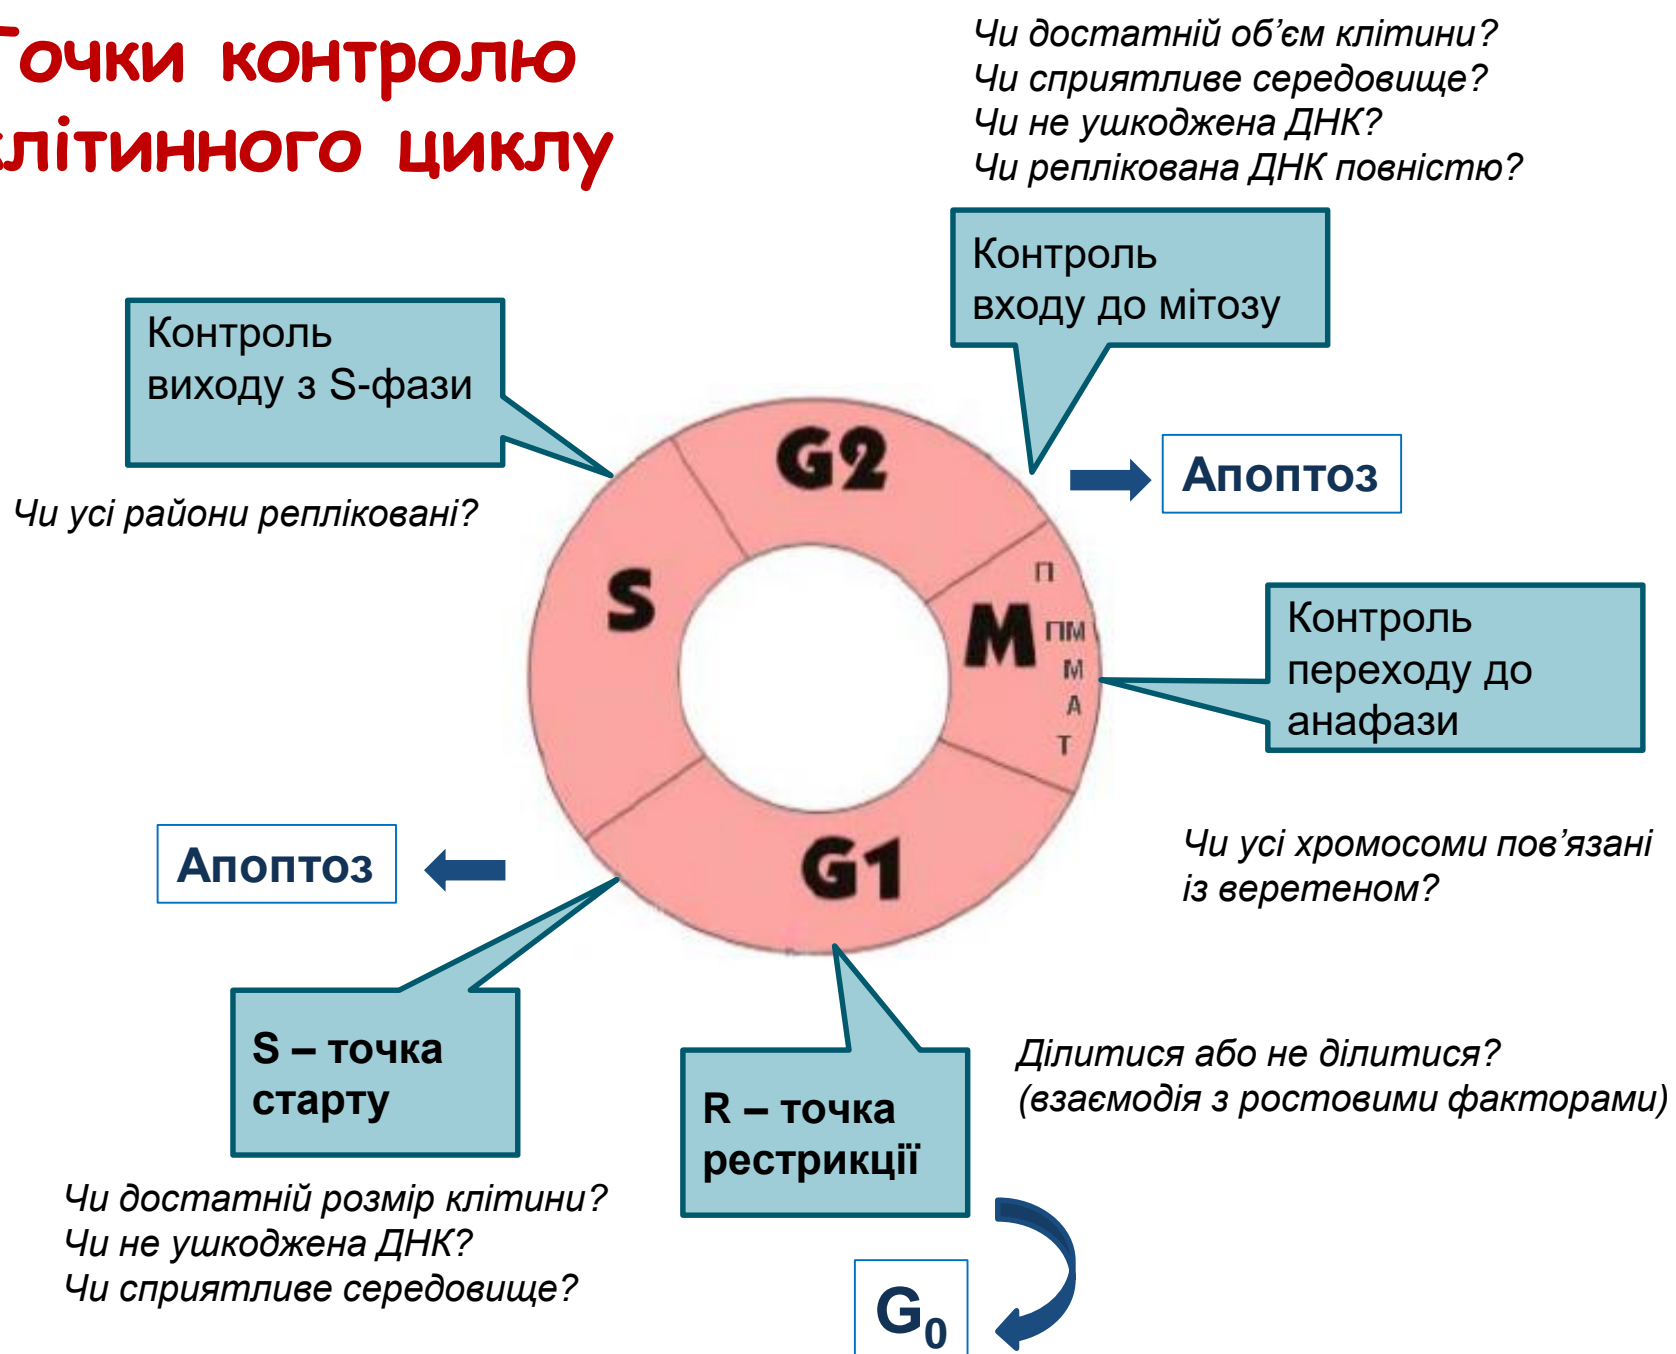 Точки контролю
клітинного циклу
Чи достатній об’єм клітини?
Чи сприятливе середовище?
Чи не ушкоджена ДНК?
Чи реплікована ДНК повністю?
Контроль
входу до мітозу
Контроль
виходу з S-фази
Чи усі райони репліковані?
Апоптоз
G2
S
M
П
ПМ
М
А
Т
G1
Контроль
переходу до
анафази
Чи усі хромосоми пов’язані
із веретеном?
Апоптоз
S – точка
старту
Чи достатній розмір клітини?
Чи не ушкоджена ДНК?
Чи сприятливе середовище?
R – точка
рестрикції
Ділитися або не ділитися?
(взаємодія з ростовими факторами)
G₀